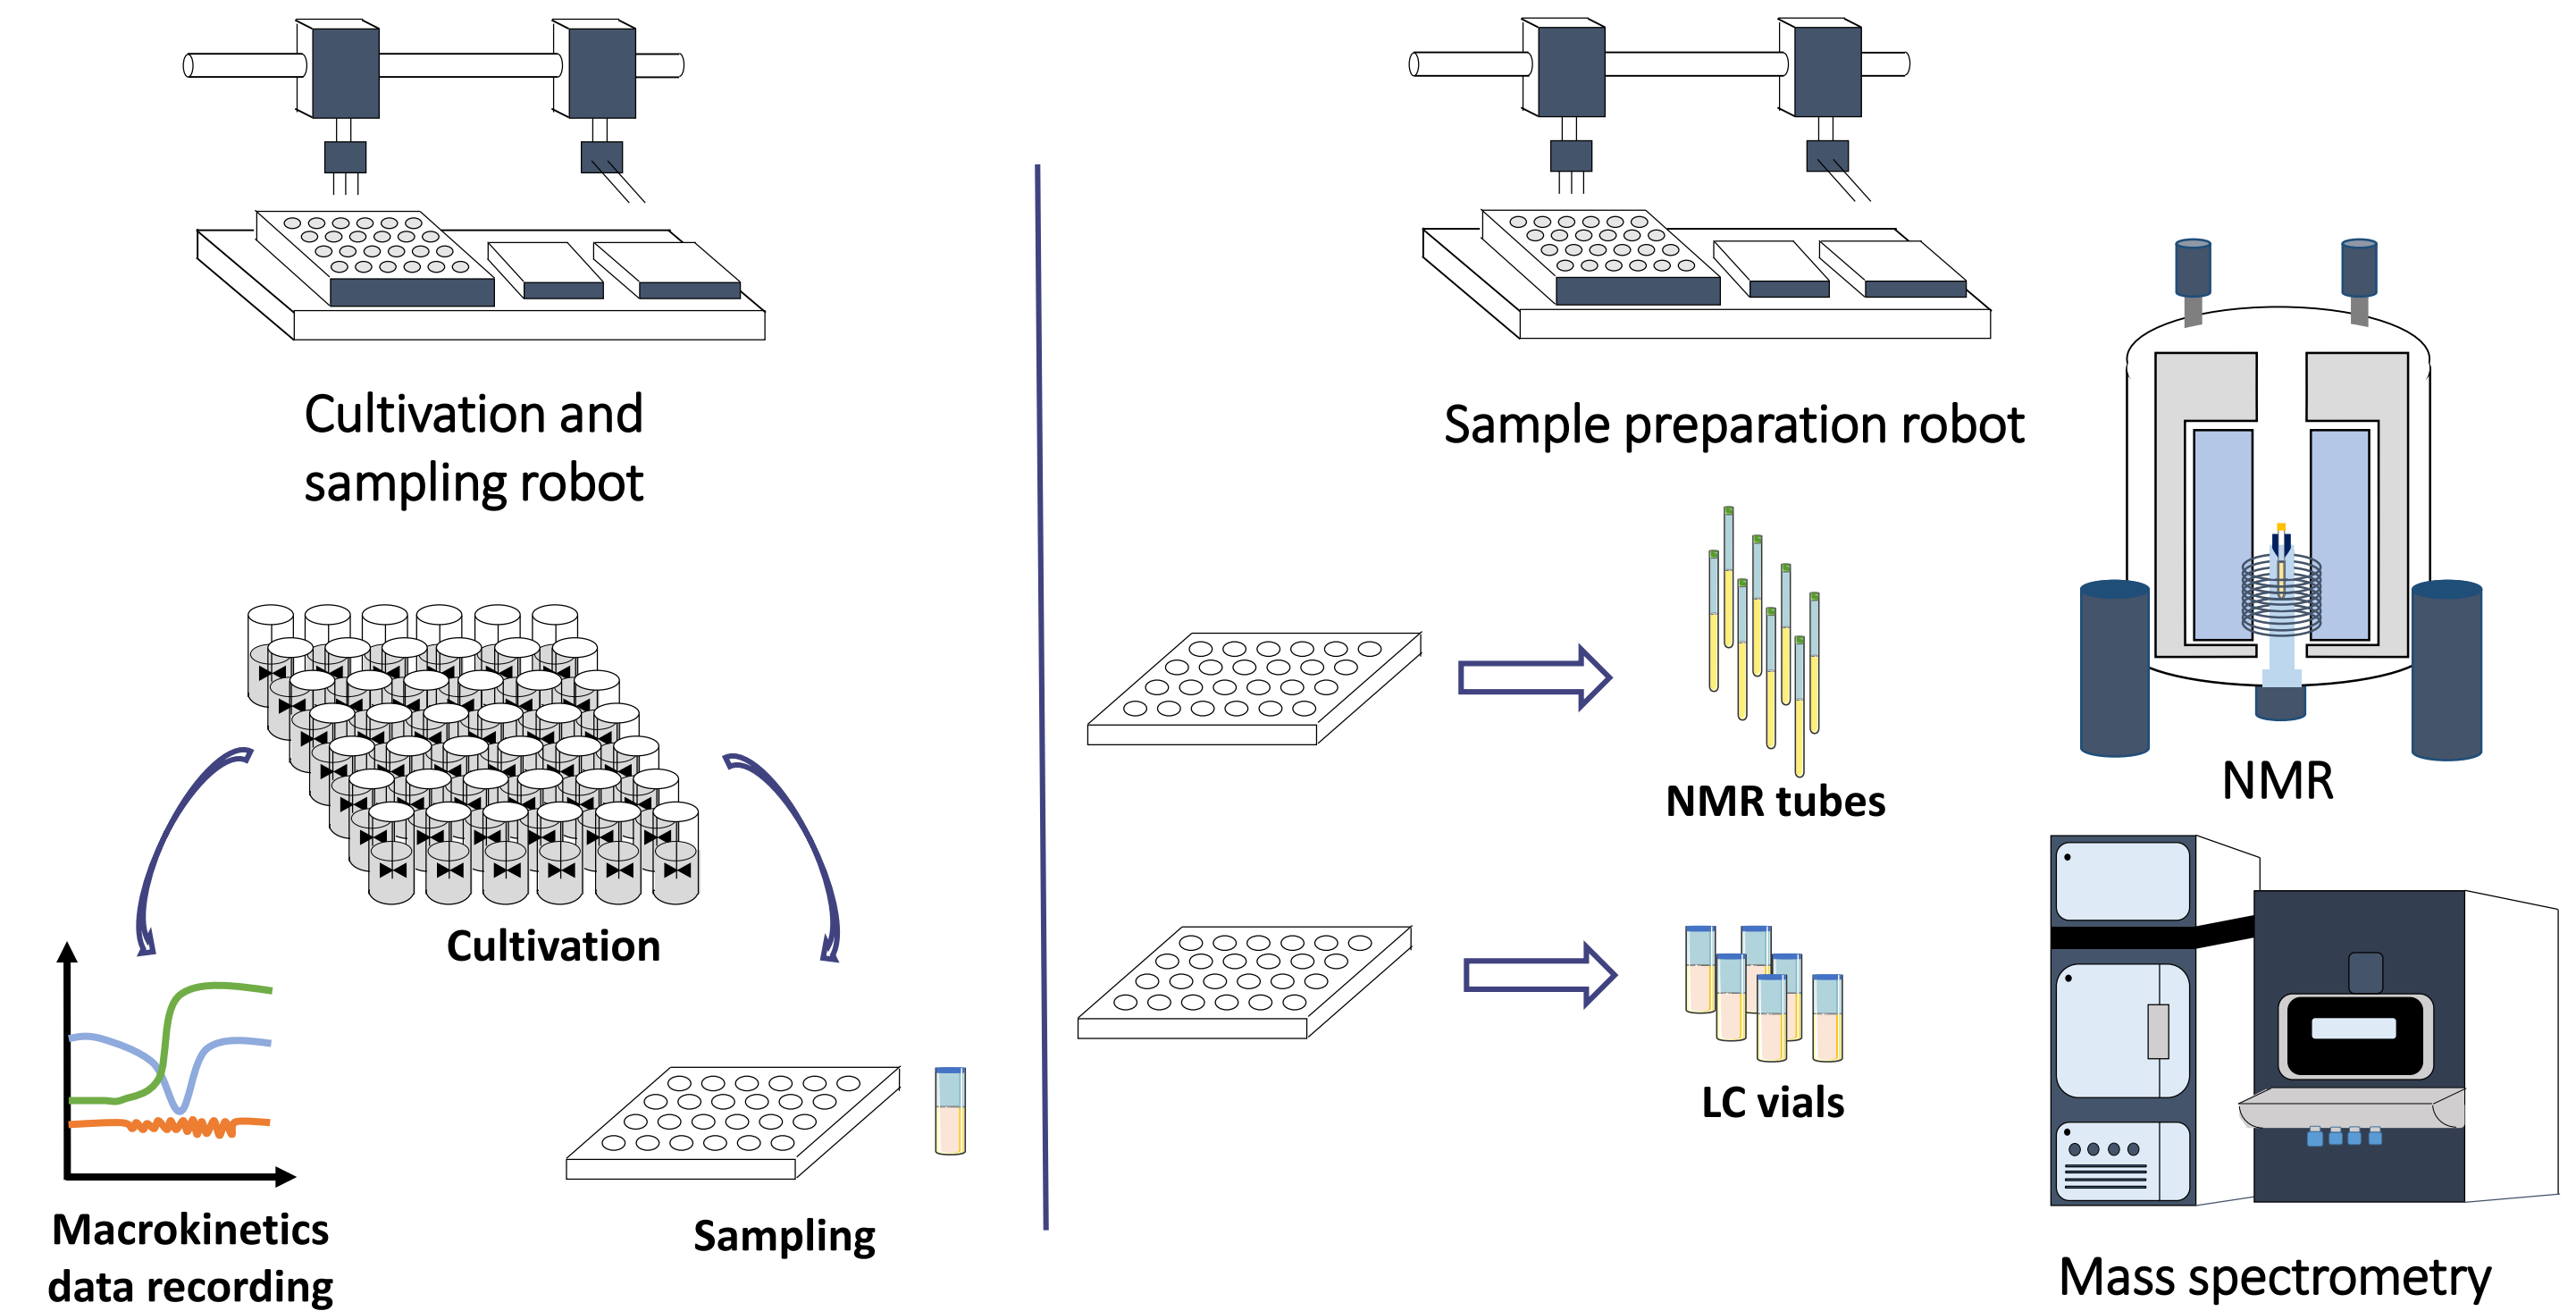 Cultivation and
sampling robot
Cultivation
Macrokinetics
data recording
Sampling
Sample preparation robot
NMR tubes
LC vials
NMR
Mass spectrometry